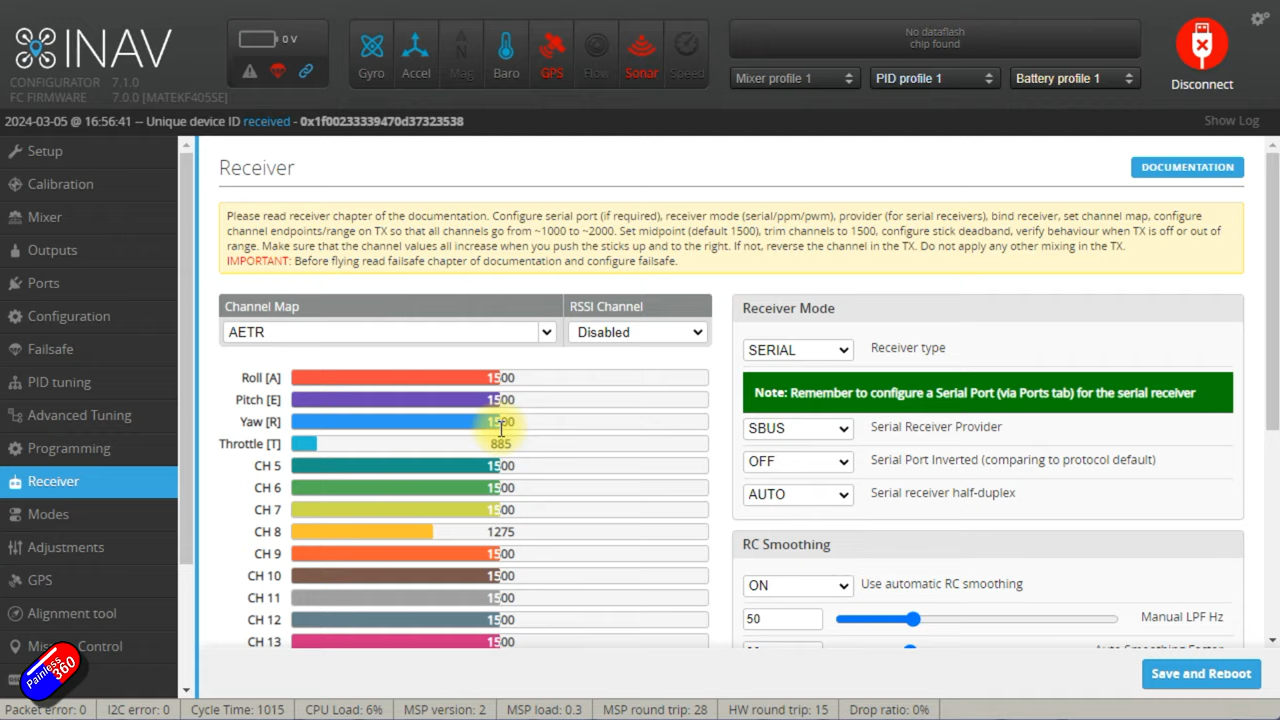 INAV
CONFIGURATOR 7.1.0
FC FIRMWARE 7.0.0 [MATEKF405SE]
0 V
Gyro
Accel
Mag
Baro
GPS
Flow
Sonar
Speed
No dataflash
chip found
Mixer profile 1
PID profile 1
Battery profile 1
Disconnect
2024-03-05 @ 16:56:41 -- Unique device ID received - 0x1f00233339470d37323538
Show Log
Setup
Calibration
Mixer
Outputs
Ports
Configuration
Failsafe
PID tuning
Advanced Tuning
Programming
Receiver
Modes
Adjustments
GPS
Alignment tool
Control
Painless
360
Receiver
DOCUMENTATION
Please read receiver chapter of the documentation. Configure serial port (if required), receiver mode (serial/ppm/pwm), provider (for serial receivers), bind receiver, set channel map, configure
channel endpoints/range on TX so that all channels go from ~1000 to ~2000. Set midpoint (default 1500), trim channels to 1500, configure stick deadband, verify behaviour when TX is off or out of
range. Make sure that the channel values all increase when you push the sticks up and to the right. If not, reverse the channel in the TX. Do not apply any other mixing in the TX.
IMPORTANT: Before flying read failsafe chapter of documentation and configure failsafe.
Channel Map
RSSI Channel
AETR
Disabled
Roll [A] 1500
Pitch [E] 1500
Yaw [R] 1500
Throttle [T] 885
CH 5 1500
CH 6 1500
CH 7 1500
CH 8 1275
CH 9 1500
CH 10 1500
CH 11 1500
CH 12 1500
CH 13 1500
Receiver Mode
SERIAL Receiver type
Note: Remember to configure a Serial Port (via Ports tab) for the serial receiver
SBUS Serial Receiver Provider
OFF Serial Port Inverted (comparing to protocol default)
AUTO Serial receiver half-duplex
RC Smoothing
ON Use automatic RC smoothing
50 Manual LPF Hz
Save and Reboot
Packet error: 0
I2C error: 0
Cycle Time: 1015
CPU Load: 6%
MSP version: 2
MSP load: 0.3
MSP round trip: 28
HW round trip: 15
Drop ratio: 0%